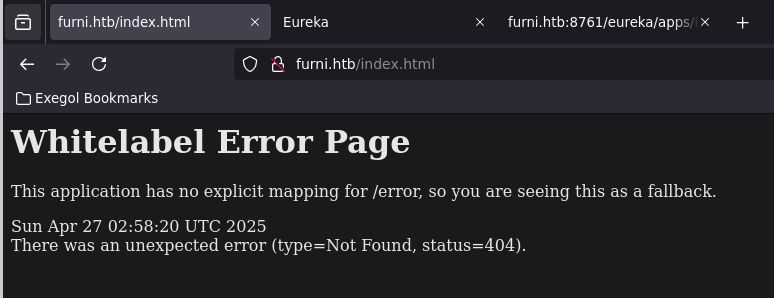 furni.htb/index.html
Eureka
furni.htb:8761/eureka/apps/
furni.htb/index.html
Exegol Bookmarks
Whitelabel Error Page
This application has no explicit mapping for /error, so you are seeing this as a fallback.
Sun Apr 27 02:58:20 UTC 2025
There was an unexpected error (type=Not Found, status=404).